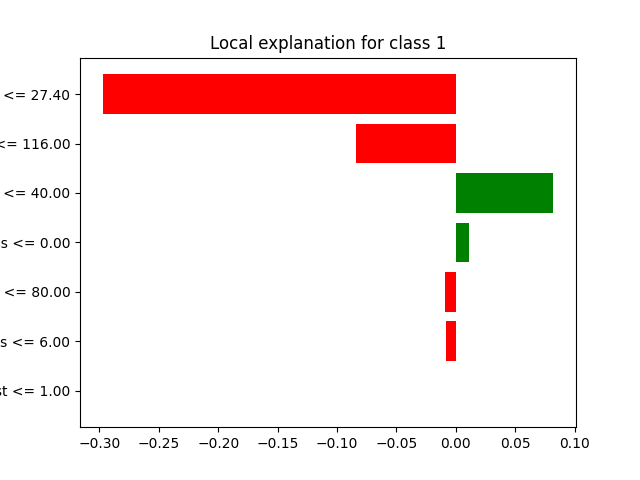 Local explanation for class 1
<= 27.40
<= 116.00
<= 40.00
s <= 0.00
<= 80.00
s <= 6.00
st <= 1.00
−0.30 −0.25 −0.20 −0.15 −0.10 −0.05 0.00 0.05 0.10